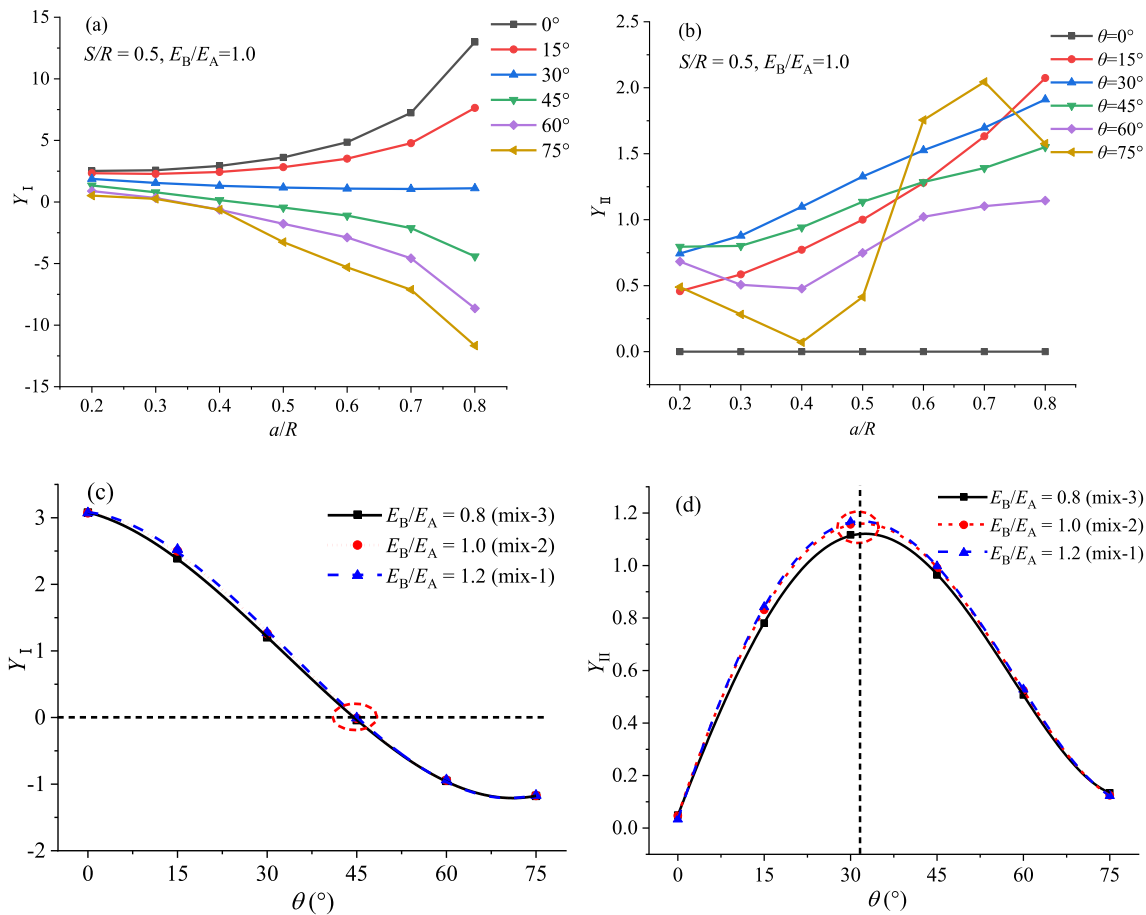 (a)
S/R = 0.5, E_B/E_A=1.0
0°
15°
30°
45°
60°
75°
15
10
5
0
-5
-10
-15
Y_I
0.2 0.3 0.4 0.5 0.6 0.7 0.8
a/R
(b)
S/R = 0.5, E_B/E_A=1.0
θ=0°
θ=15°
θ=30°
θ=45°
θ=60°
θ=75°
2.5
2.0
1.5
1.0
0.5
0.0
Y_II
0.2 0.3 0.4 0.5 0.6 0.7 0.8
a/R
(c)
E_B/E_A = 0.8 (mix-3)
E_B/E_A = 1.0 (mix-2)
E_B/E_A = 1.2 (mix-1)
3
2
1
0
-1
-2
Y_I
0 15 30 45 60 75
θ (°)
(d)
E_B/E_A = 0.8 (mix-3)
E_B/E_A = 1.0 (mix-2)
E_B/E_A = 1.2 (mix-1)
1.2
1.0
0.8
0.6
0.4
0.2
0.0
Y_II
0 15 30 45 60 75
θ (°)